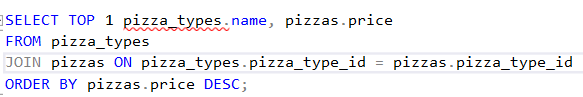 SELECT TOP 1 pizza_types.name, pizzas.price
FROM pizza_types
JOIN pizzas ON pizza_types.pizza_type_id = pizzas.pizza_type_id
ORDER BY pizzas.price DESC;